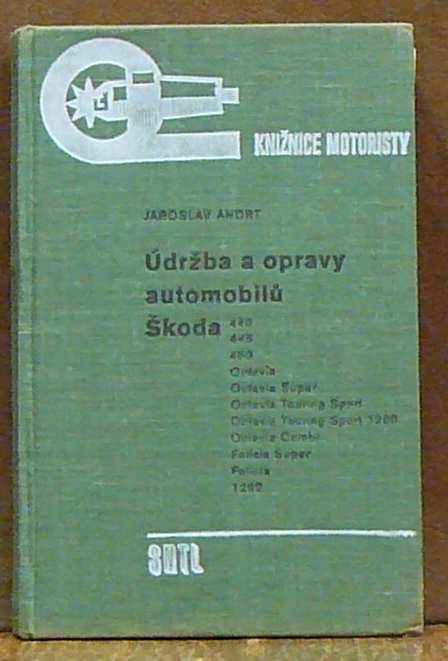 KNIŽNICE MOTORISTY
JAROSLAV ANDRT
Údržba a opravy
automobilů
Škoda 440
445
450
Octavia
Octavia Super
Octavia Touring Sport
Octavia Touring Sport 1200
Octavia Combi
Felicia Super
Felicia
1202
SNTL